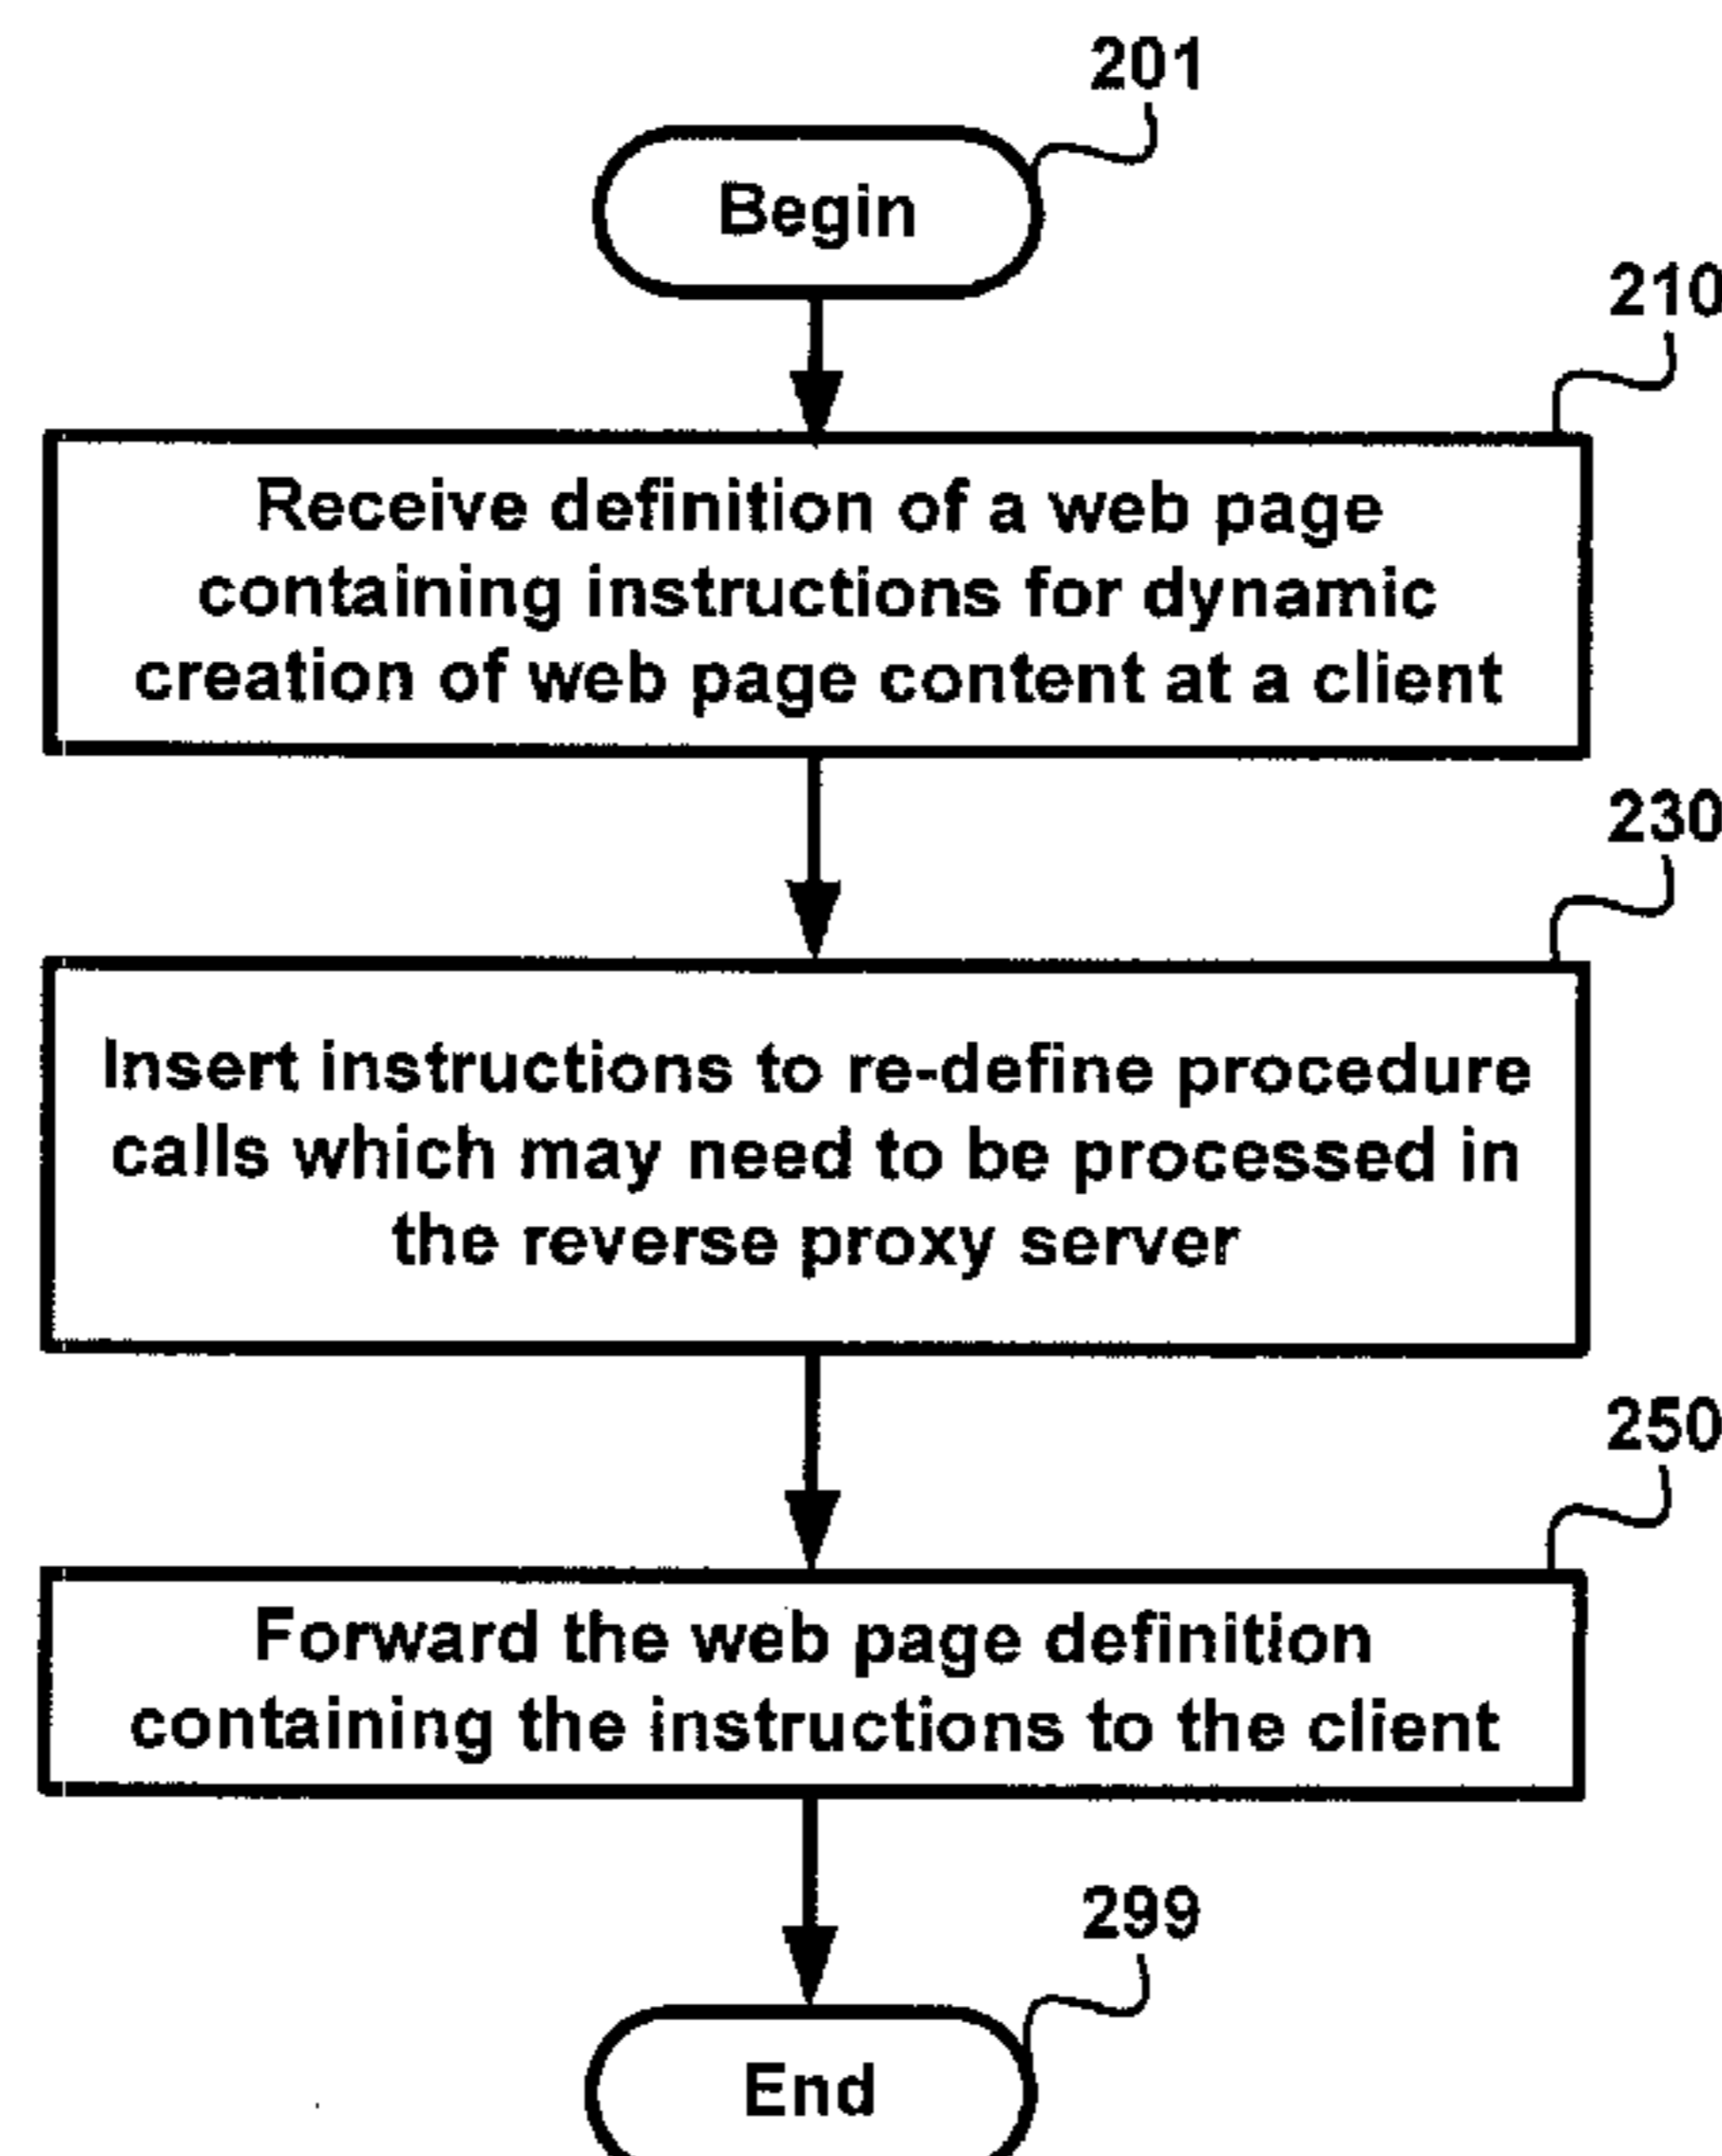 201
Begin
210
Receive definition of a web page
containing instructions for dynamic
creation of web page content at a client
230
Insert instructions to re-define procedure
calls which may need to be processed in
the reverse proxy server
250
Forward the web page definition
containing the instructions to the client
299
End